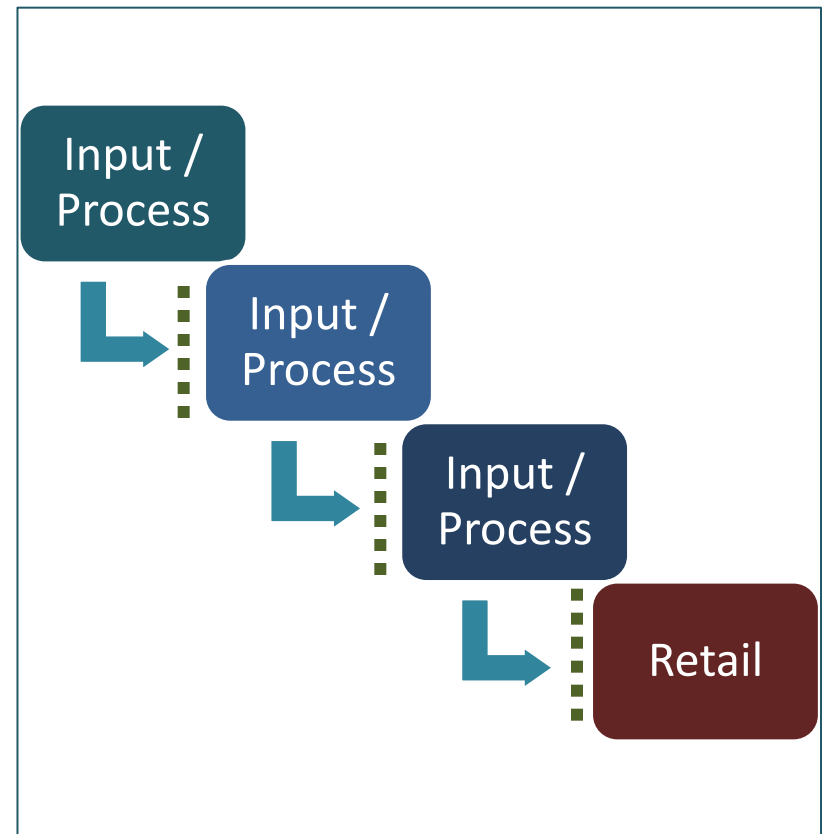 Input /
Process
Input /
Process
Input /
Process
Retail